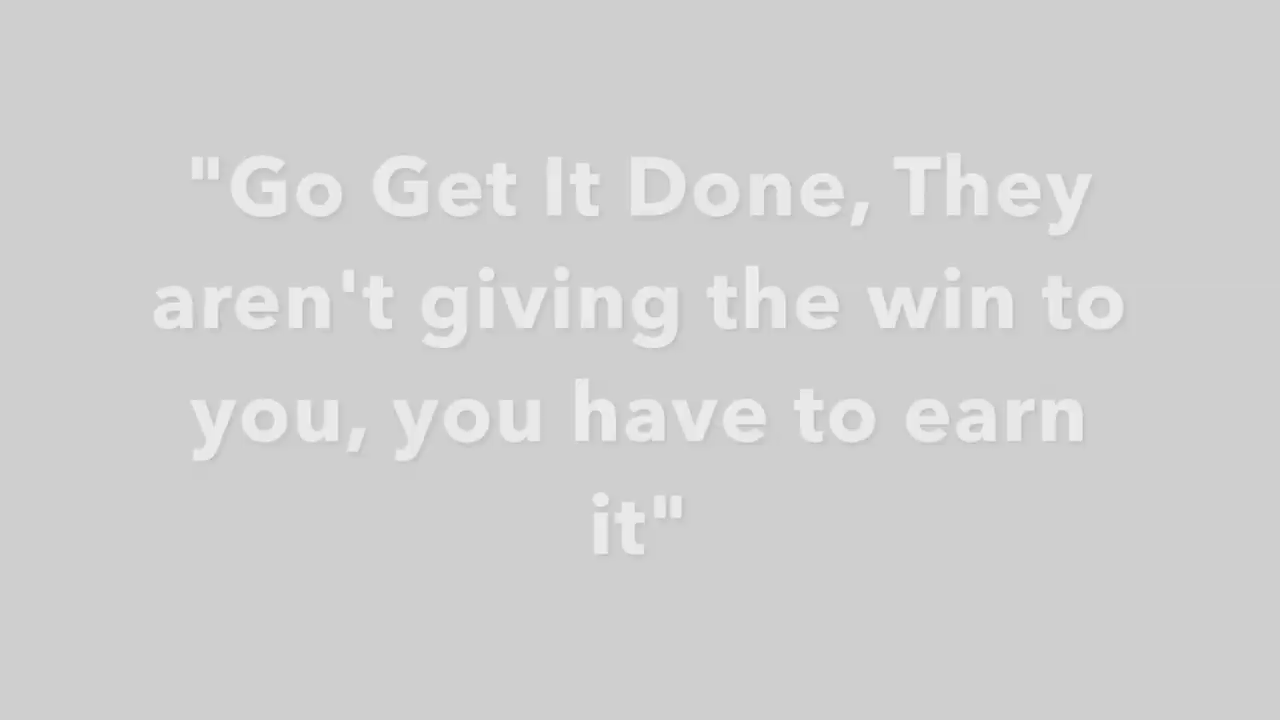 "Go Get It Done, They
aren't giving the win to
you, you have to earn
it"